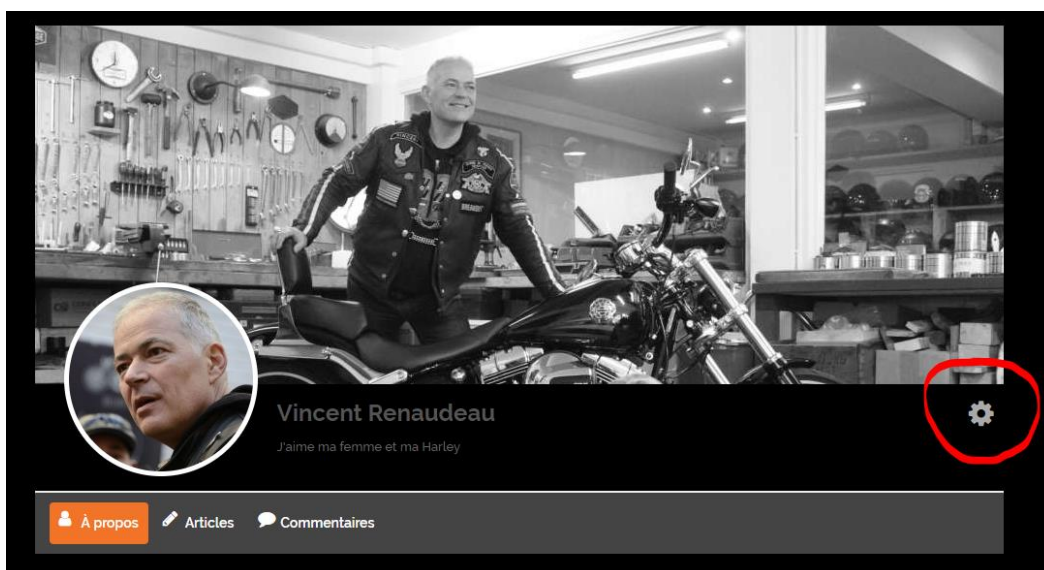 Vincent Renaudeau
J'aime ma femme et ma Harley
À propos
Articles
Commentaires